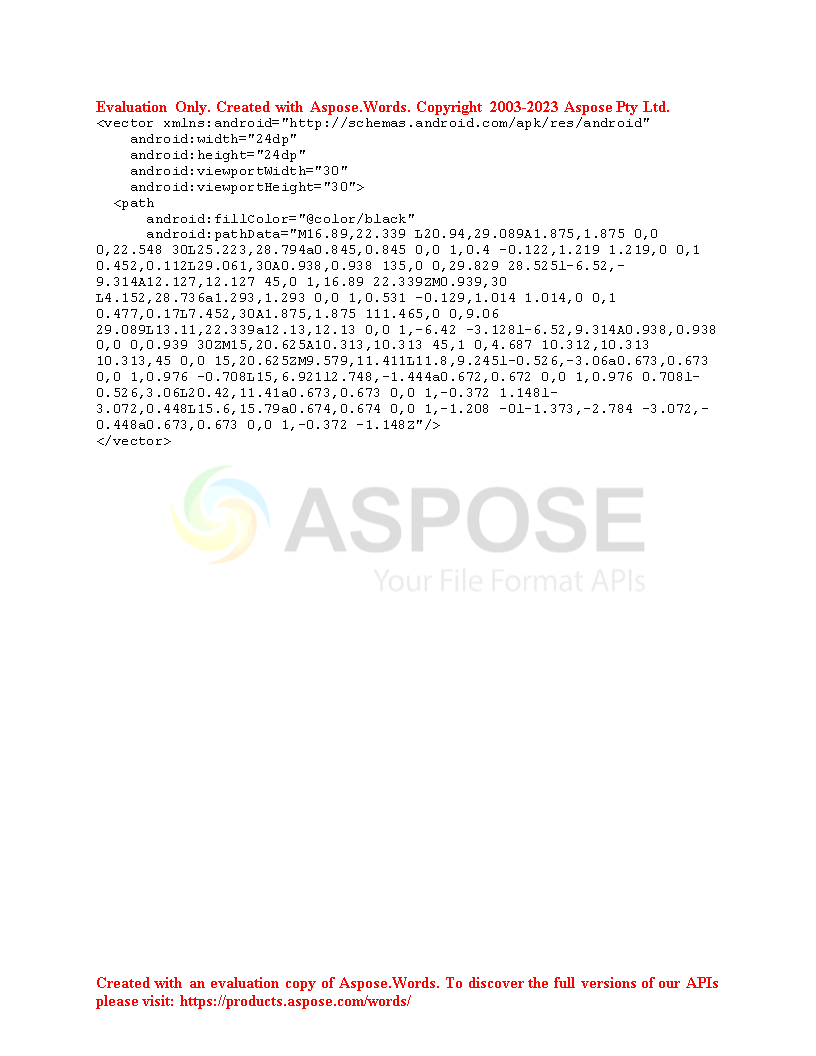 Evaluation Only. Created with Aspose.Words. Copyright 2003-2023 Aspose Pty Ltd.
<vector xmlns:android="http://schemas.android.com/apk/res/android"
    android:width="24dp"
    android:height="24dp"
    android:viewportWidth="30"
    android:viewportHeight="30">
  <path
      android:fillColor="@color/black"
      android:pathData="M16.89,22.339 L20.94,29.089A1.875,1.875 0,0
0,22.548 30L25.223,28.794a0.845,0.845 0,0 1,0.4 -0.122,1.219 1.219,0 0,1
0.452,0.112L29.061,30A0.938,0.938 135,0 0,29.829 28.525l-6.52,-
9.314A12.127,12.127 45,0 1,16.89 22.339ZM0.939,30
L4.152,28.736a1.293,1.293 0,0 1,0.531 -0.129,1.014 1.014,0 0,1
0.477,0.17L7.452,30A1.875,1.875 111.465,0 0,9.06
29.089L13.11,22.339a12.13,12.13 0,0 1,-6.42 -3.128l-6.52,9.314A0.938,0.938
0,0 0,0.939 30ZM15,20.625A10.313,10.313 45,1 0,4.687 10.312,10.313
10.313,45 0,0 15,20.625ZM9.579,11.411L11.8,9.245l-0.526,-3.06a0.673,0.673
0,0 1,0.976 -0.708L15,6.921l2.748,-1.444a0.672,0.672 0,0 1,0.976 0.708l-
0.526,3.06L20.42,11.41a0.673,0.673 0,0 1,-0.372 1.148l-
3.072,0.448L15.6,15.79a0.674,0.674 0,0 1,-1.208 -0l-1.373,-2.784 -3.072,-
0.448a0.673,0.673 0,0 1,-0.372 -1.148Z"/>
</vector>
ASPOSE
Your File Format APIs
Created with an evaluation copy of Aspose.Words. To discover the full versions of our APIs
please visit: https://products.aspose.com/words/